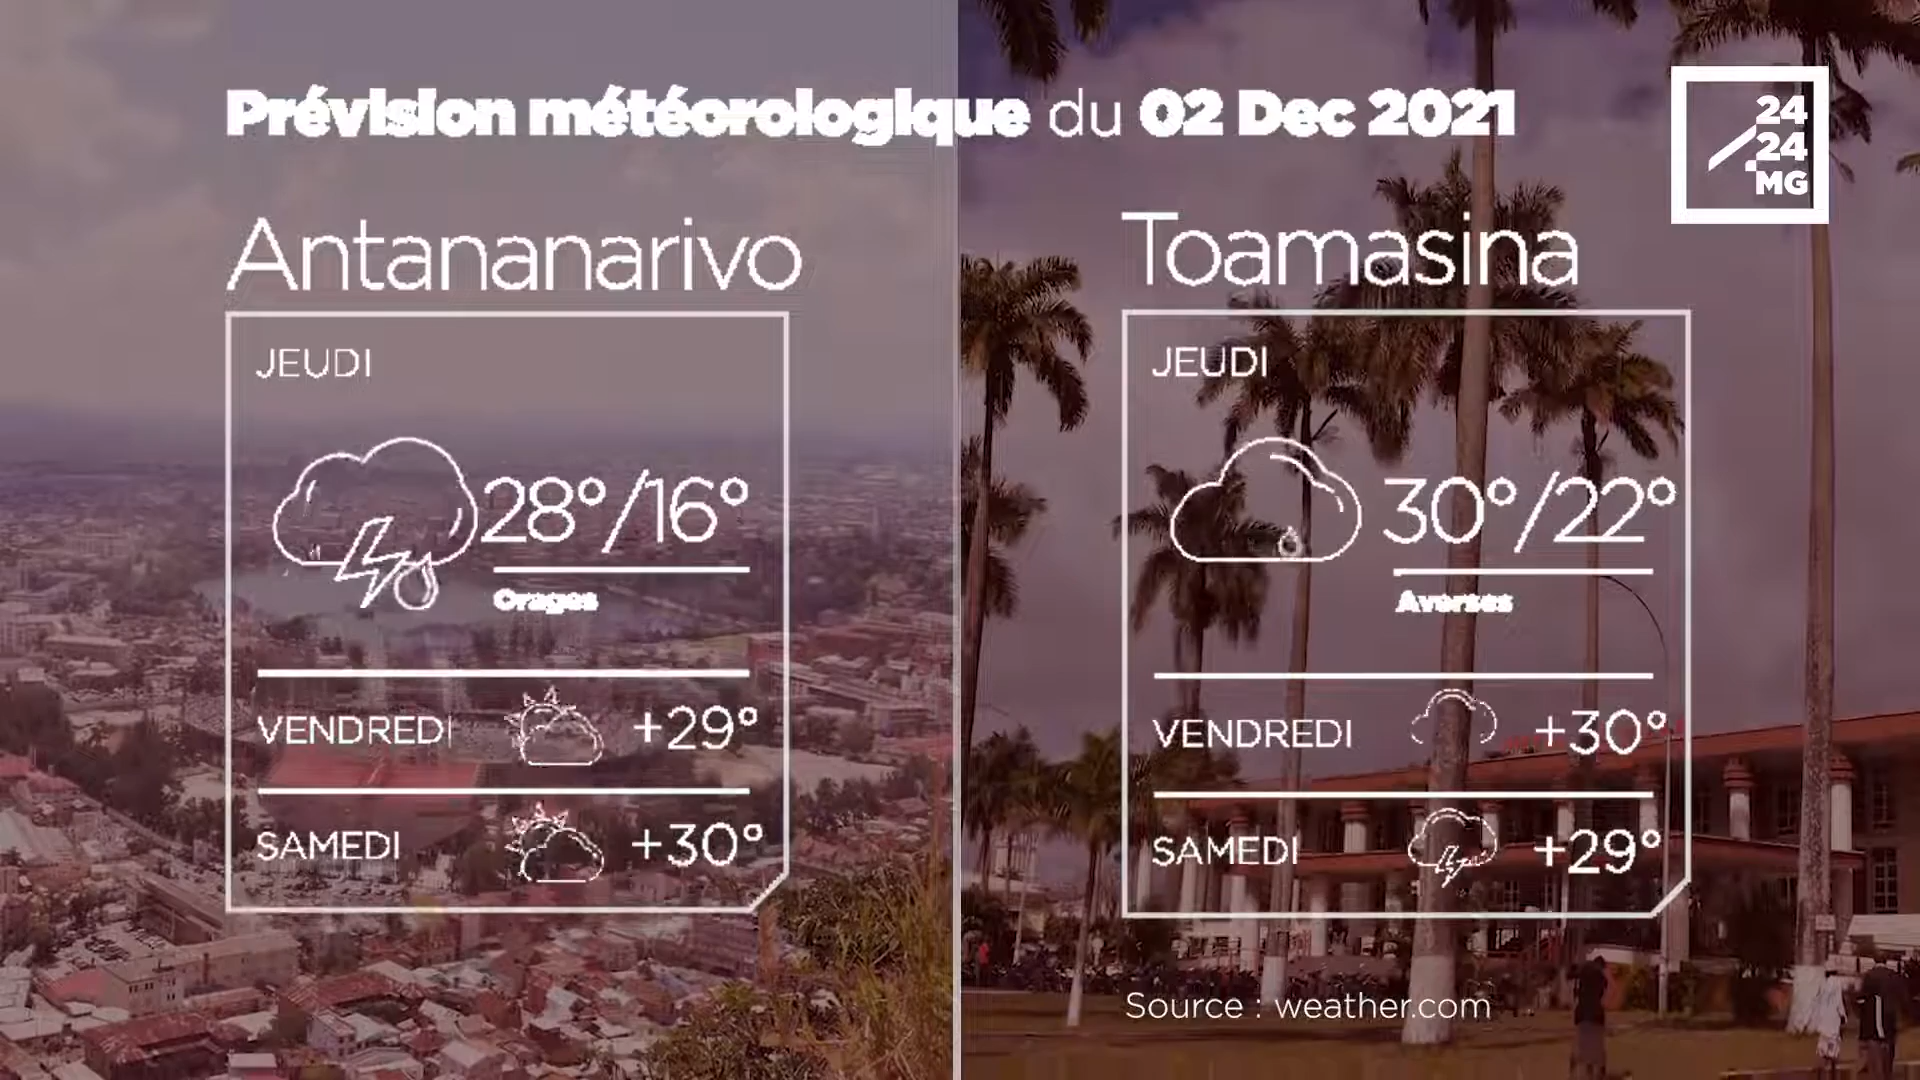 Prévision météorologique du 02 Dec 2021
24
24
MG
Antananarivo
JEUDI
28°/16°
Orages
VENDREDI
+29°
SAMEDI
+30°
Toamasina
JEUDI
30°/22°
Averses
VENDREDI
+30°
SAMEDI
+29°
Source : weather.com